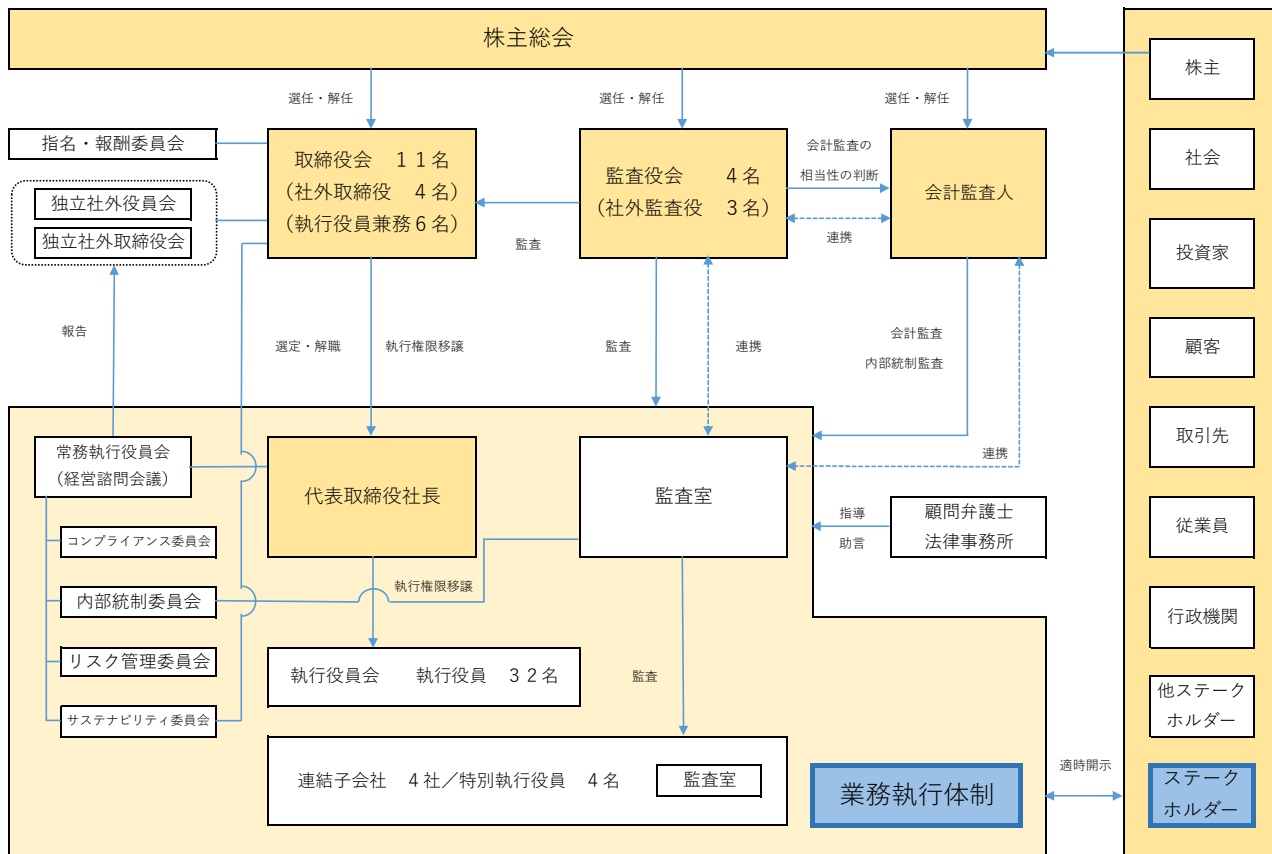 株主総会
選任・解任
選任・解任
選任・解任
指名・報酬委員会
独立社外役員会
独立社外取締役会
取締役会　１１名
（社外取締役　４名）
（執行役員兼務６名）
監査
監査役会　　４名
（社外監査役　３名）
会計監査の
相当性の判断
連携
会計監査人
報告
選定・解職
執行権限移譲
監査
連携
会計監査
内部統制監査
連携
常務執行役員会
（経営諮問会議）
代表取締役社長
監査室
指導
助言
顧問弁護士
法律事務所
コンプライアンス委員会
内部統制委員会
リスク管理委員会
サステナビリティ委員会
執行権限移譲
執行役員会　　執行役員　３２名
監査
連結子会社　４社／特別執行役員　４名
監査室
業務執行体制
適時開示
株主
社会
投資家
顧客
取引先
従業員
行政機関
他ステーク
ホルダー
ステーク
ホルダー